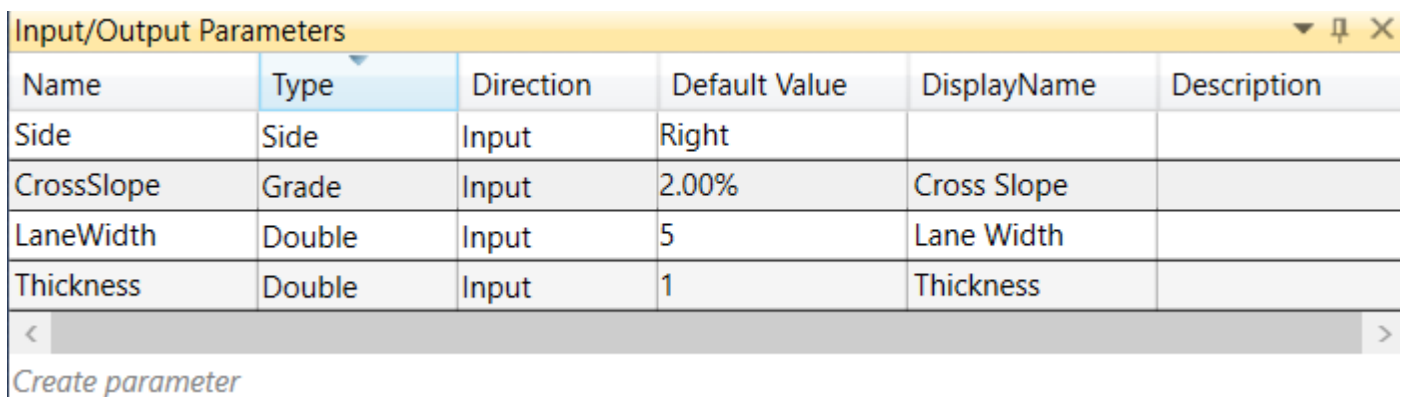 Input/Output Parameters
Name Type Direction Default Value DisplayName Description
Side Side Input Right
CrossSlope Grade Input 2.00% Cross Slope
LaneWidth Double Input 5 Lane Width
Thickness Double Input 1 Thickness
Create parameter